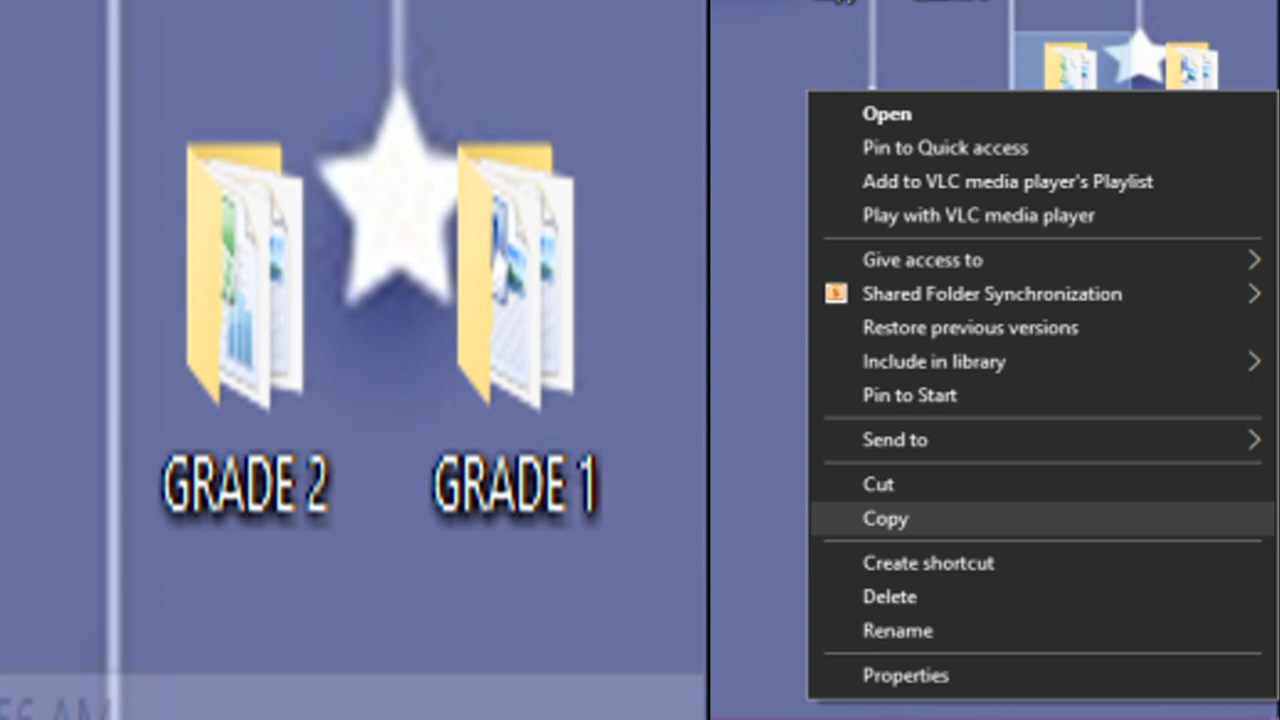 GRADE 2
GRADE 1
Open
Pin to Quick access
Add to VLC media player's Playlist
Play with VLC media player
Give access to
Shared Folder Synchronization
Restore previous versions
Include in library
Pin to Start
Send to
Cut
Copy
Create shortcut
Delete
Rename
Properties